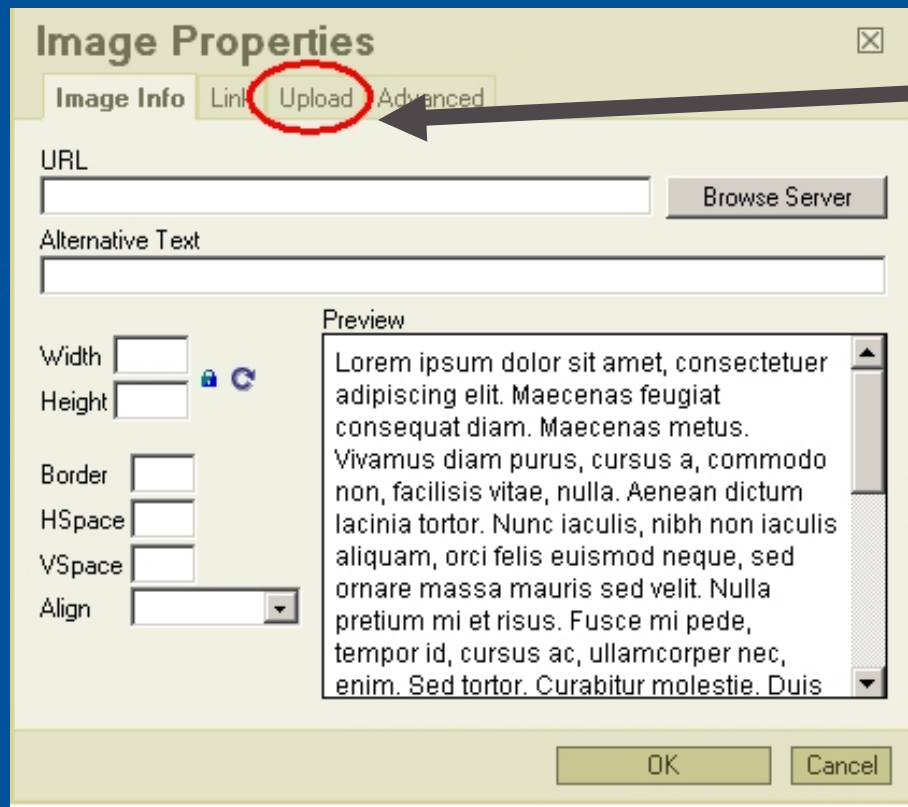 Image Properties
Image Info Link Upload Advanced
URL
Browse Server
Alternative Text
Preview
Width
Height
Border
HSpace
VSpace
Align
Lorem ipsum dolor sit amet, consectetuer
adipiscing elit. Maecenas feugiat
consequat diam. Maecenas metus.
Vivamus diam purus, cursus a, commodo
non, facilisis vitae, nulla. Aenean dictum
lacinia tortor. Nunc iaculis, nibh non iaculis
aliquam, orci felis euismod neque, sed
ornare massa mauris sed velit. Nulla
pretium mi et risus. Fusce mi pede,
tempor id, cursus ac, ullamcorper nec,
enim. Sed tortor. Curabitur molestie. Duis
OK Cancel